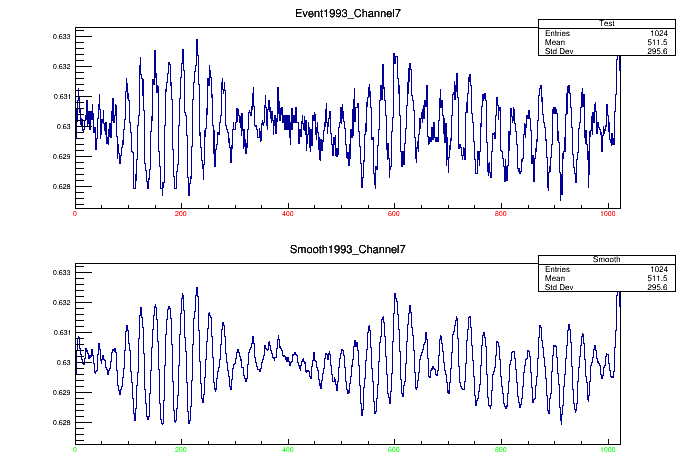 Event1993_Channel7
Test
Entries 1024
Mean 511.5
Std Dev 295.6
0.633
0.632
0.631
0.63
0.629
0.628
0 200 400 600 800 1000
Smooth1993_Channel7
Smooth
Entries 1024
Mean 511.5
Std Dev 295.6
0.633
0.632
0.631
0.63
0.629
0.628
0 200 400 600 800 1000